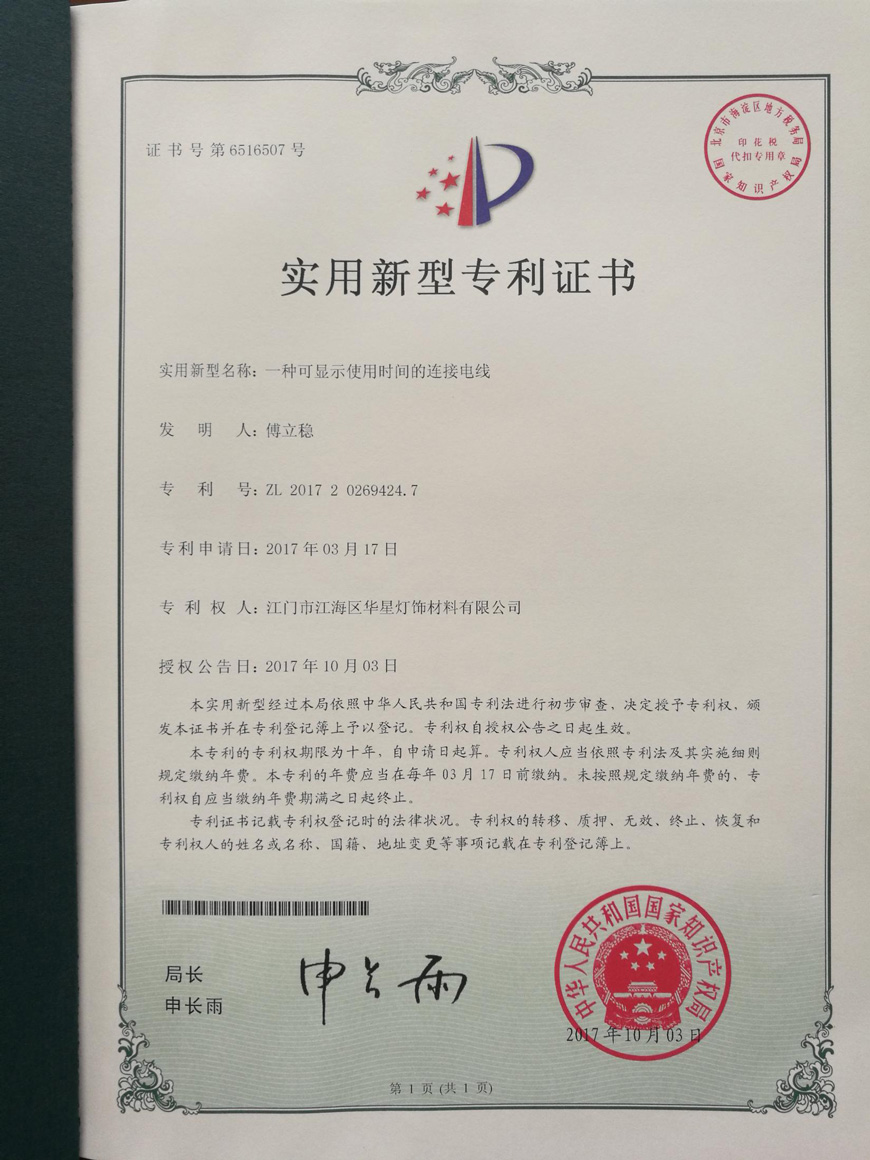 证书号第6516507号
北京市海淀区地方税务局
印花税
代扣专用章
国家知识产权局
实用新型专利证书
实用新型名称：一种可显示使用时间的连接电线
发明人：傅立稳
专利号：ZL 2017 2 0269424.7
专利申请日：2017年03月17日
专利权人：江门市江海区华星灯饰材料有限公司
授权公告日：2017年10月03日
本实用新型经过本局依照中华人民共和国专利法进行初步审查，决定授予专利权，颁
发本证书并在专利登记簿上予以登记。专利权自授权公告之日起生效。
本专利的专利权期限为十年，自申请日起算。专利权人应当依照专利法及其实施细则
规定缴纳年费。本专利的年费应当在每年03月17日前缴纳。未按照规定缴纳年费的，专
利权自应当缴纳年费期满之日起终止。
专利证书记载专利权登记时的法律状况。专利权的转移、质押、无效、终止、恢复和
专利权人的姓名或名称、国籍、地址变更等事项记载在专利登记簿上。
局长
申长雨
申长雨
中华人民共和国国家知识产权局
2017年10月03日
第1页(共1页)